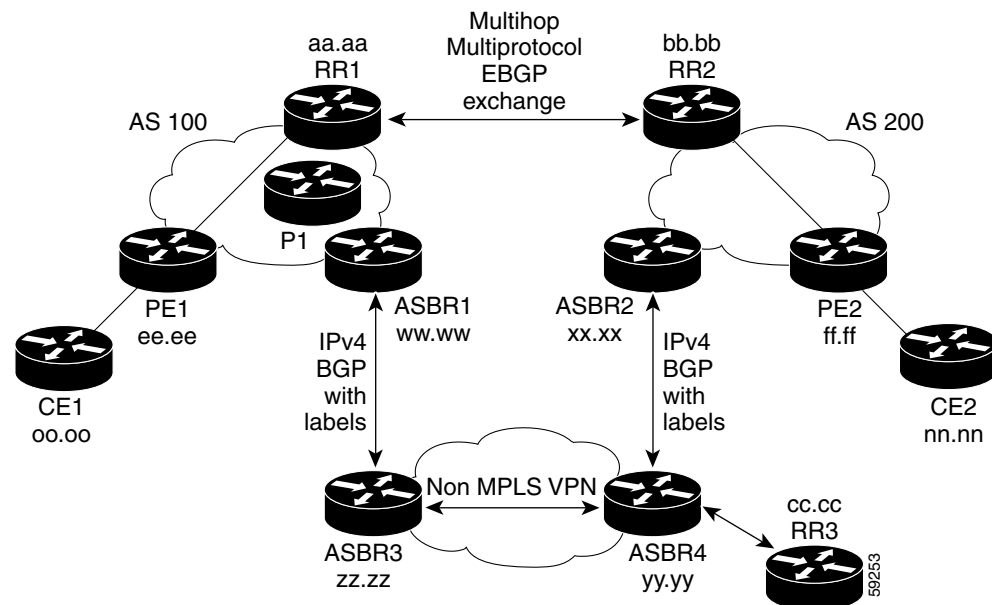 Multihop
Multiprotocol
EBGP
exchange
aa.aa
RR1
bb.bb
RR2
AS 100
AS 200
P1
PE1
ee.ee
ASBR1
ww.ww
ASBR2
xx.xx
PE2
ff.ff
CE1
oo.oo
IPv4
BGP
with
labels
IPv4
BGP
with
labels
CE2
nn.nn
Non MPLS VPN
ASBR3
zz.zz
ASBR4
yy.yy
cc.cc
RR3
59253